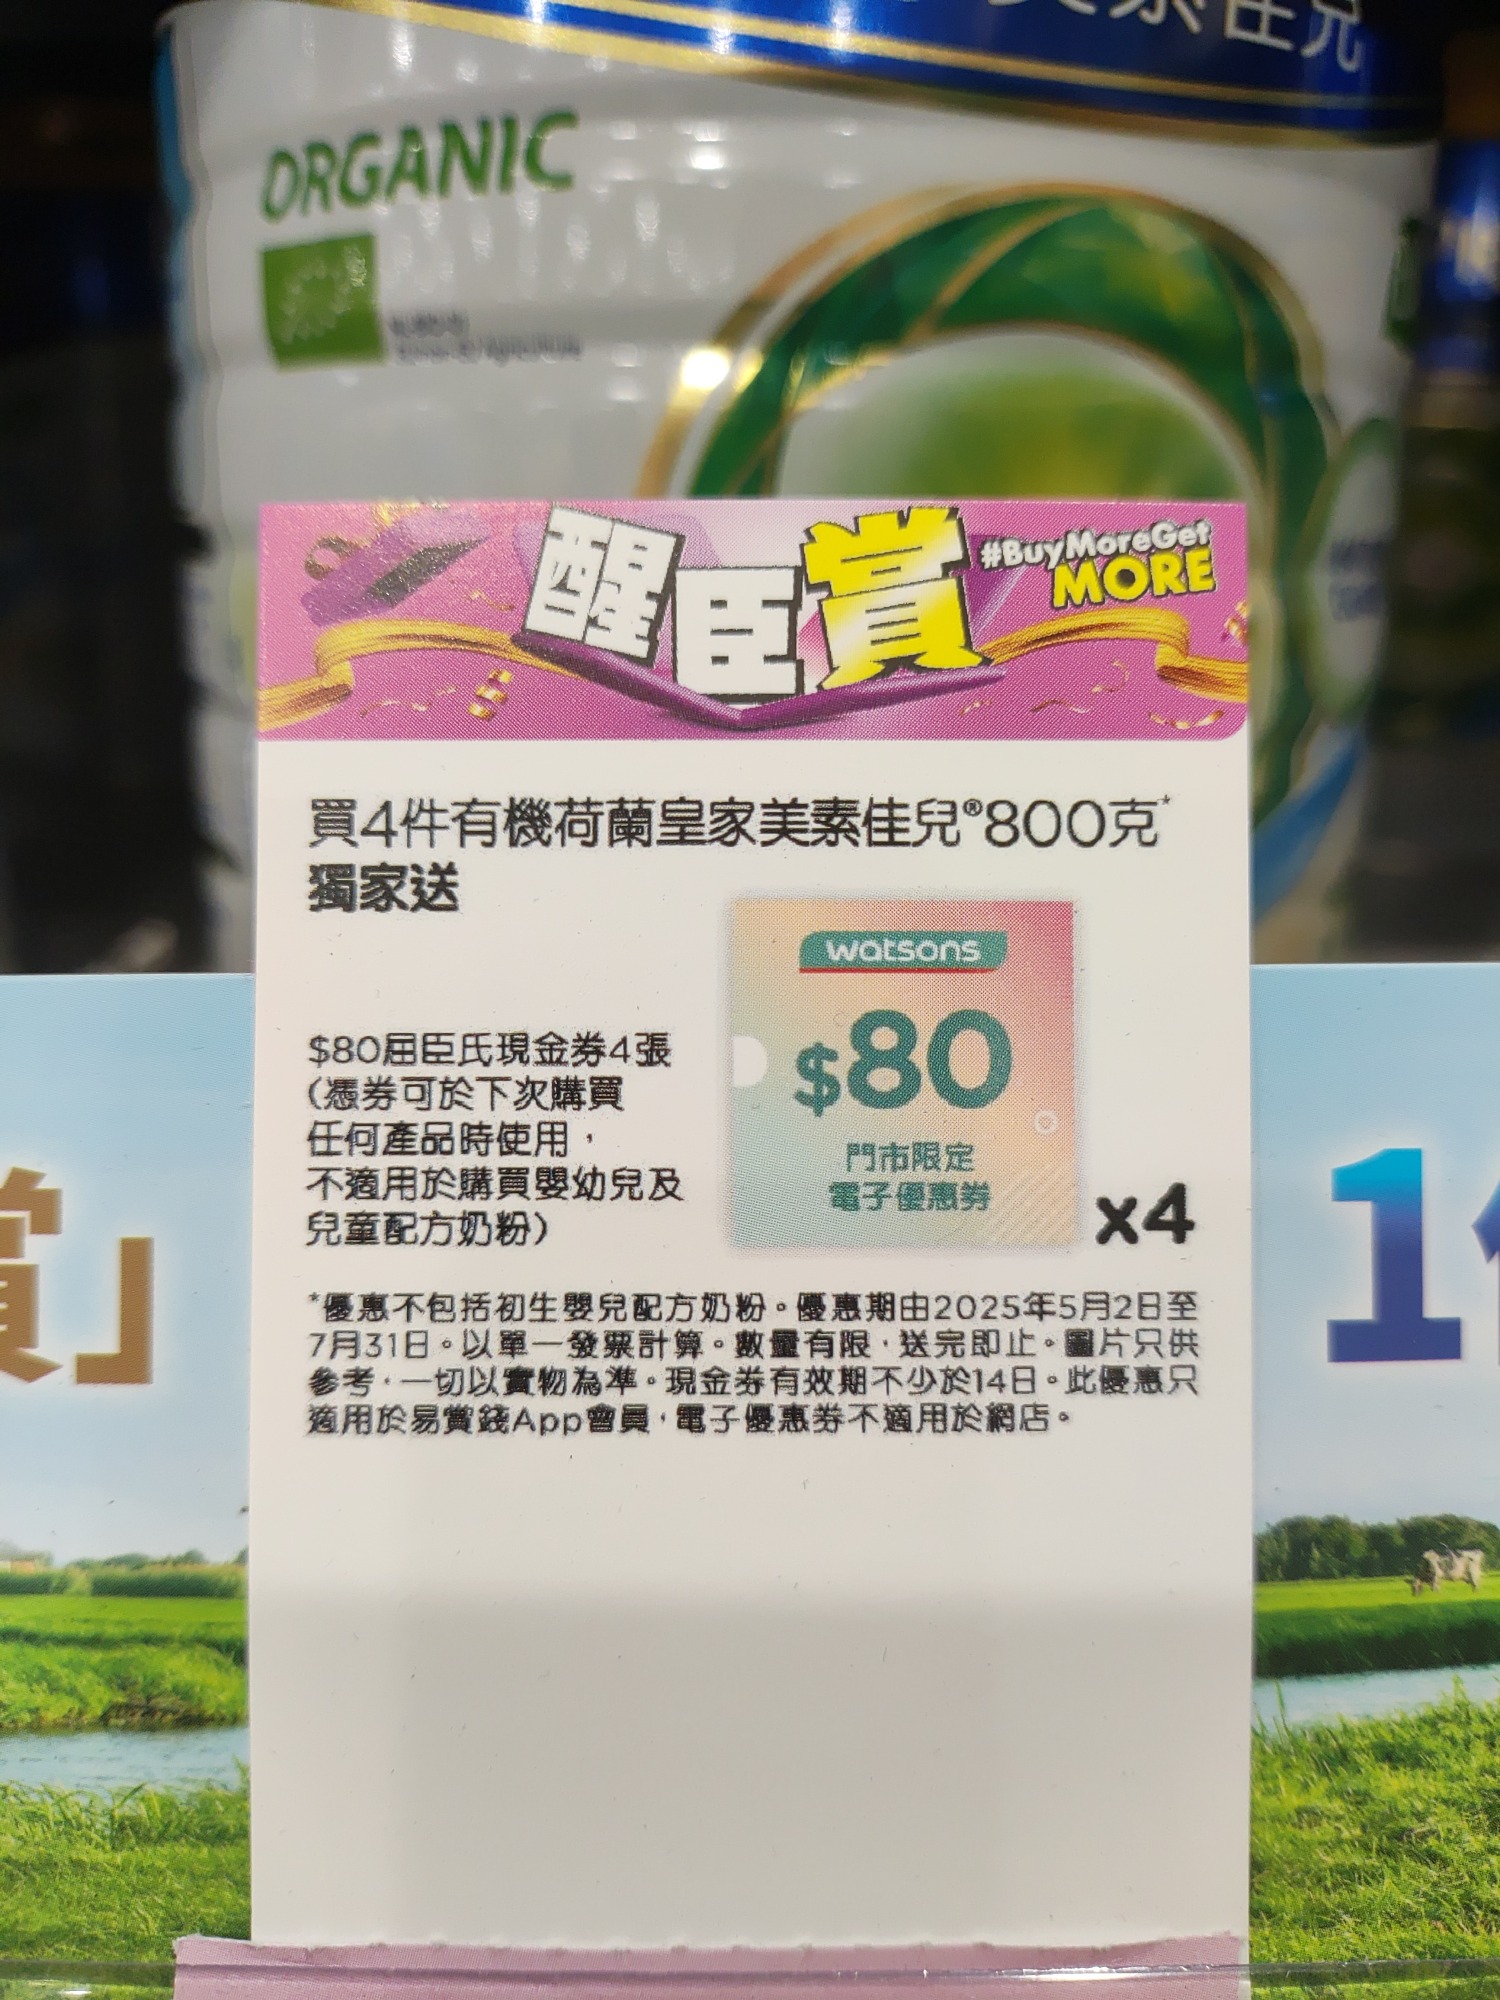 素佳兒
ORGANIC
醒臣賞
#BuyMoreGet
MORE
買4件有機荷蘭皇家美素佳兒®800克*
獨家送
watsons
$80
門市限定
電子優惠券
x4
$80屈臣氏現金券4張
(憑券可於下次購買
任何產品時使用，
不適用於購買嬰幼兒及
兒童配方奶粉)
*優惠不包括初生嬰兒配方奶粉。優惠期由2025年5月2日至
7月31日。以單一發票計算。數量有限，送完即止。圖片只供
參考，一切以實物為準。現金券有效期不少於14日。此優惠只
適用於易賞錢App會員，電子優惠券不適用於網店。
賞」
1